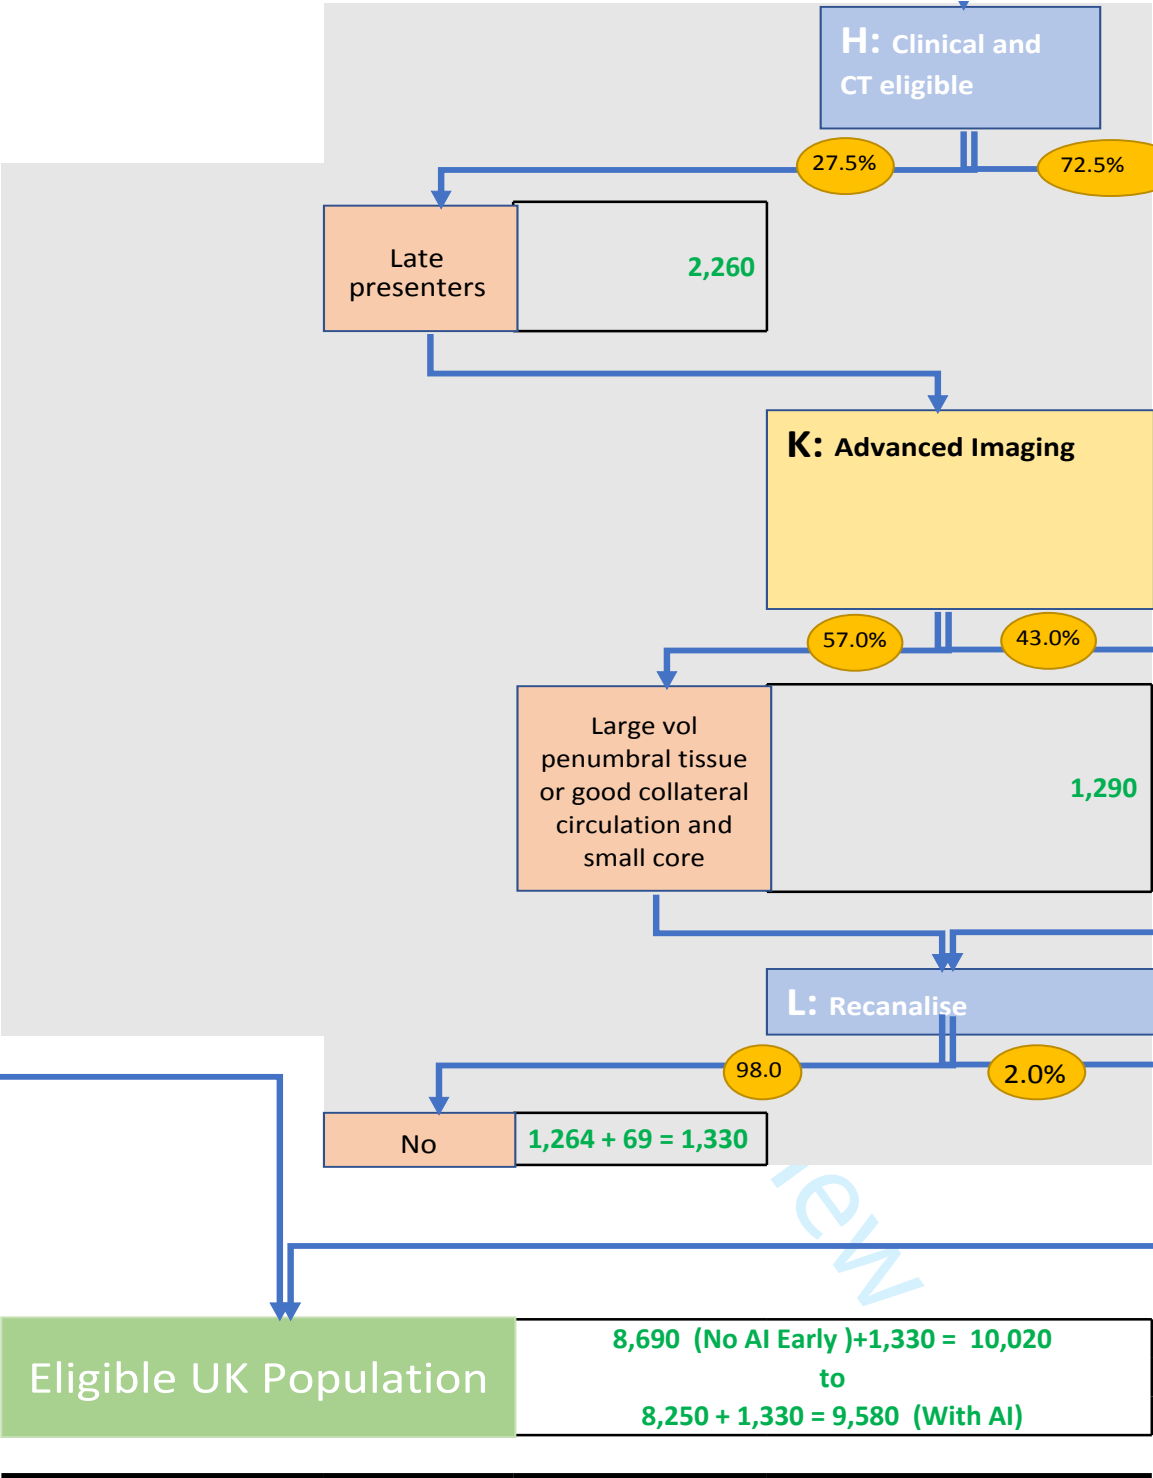 H: Clinical and
CT eligible
27.5%
72.5%
Late
presenters
2,260
K: Advanced Imaging
57.0%
43.0%
Large vol
penumbral tissue
or good collateral
circulation and
small core
1,290
L: Recanalise
98.0
2.0%
No
1,264 + 69 = 1,330
Eligible UK Population
8,690 (No AI Early )+1,330 = 10,020
to
8,250 + 1,330 = 9,580 (With AI)